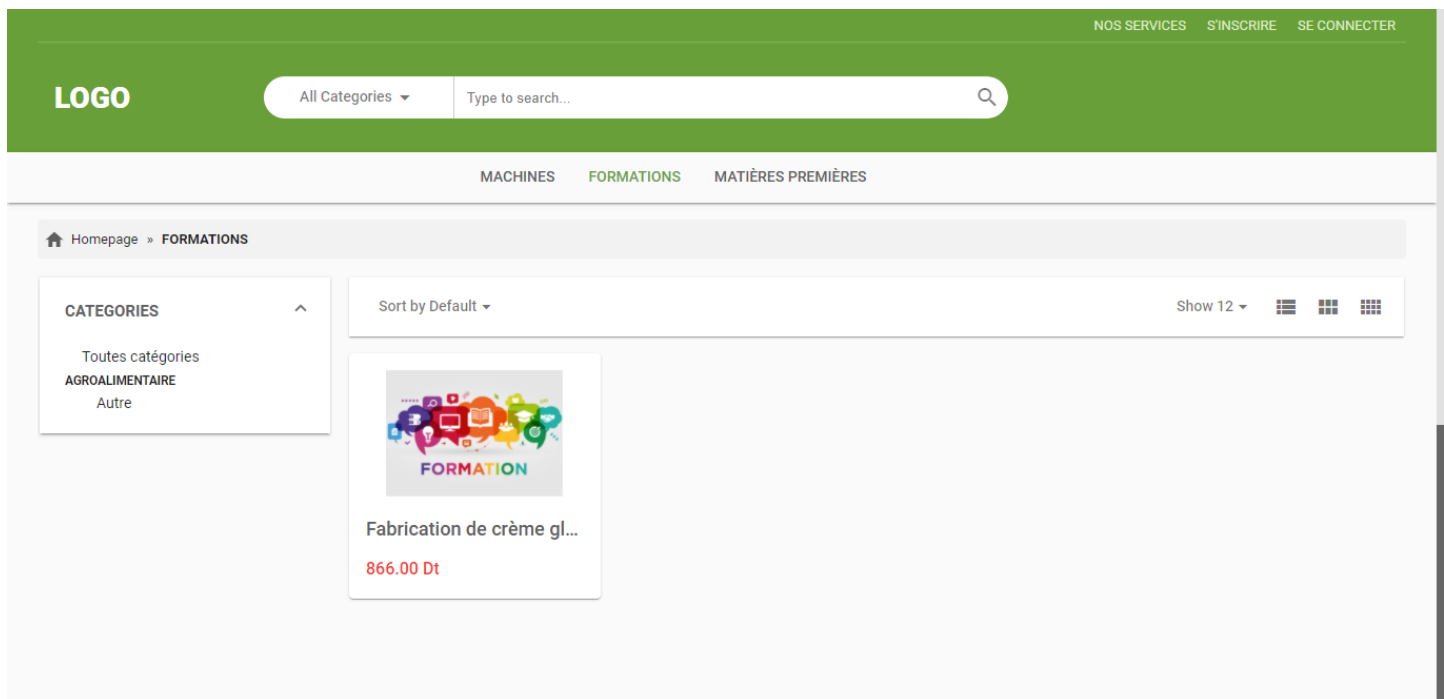 NOS SERVICES S'INSCRIRE SE CONNECTER
LOGO All Categories Type to search...
MACHINES FORMATIONS MATIÈRES PREMIÈRES
Homepage » FORMATIONS
CATEGORIES
Toutes catégories
AGROALIMENTAIRE
Autre
Sort by Default Show 12
FORMATION
Fabrication de crème gl...
866.00 Dt